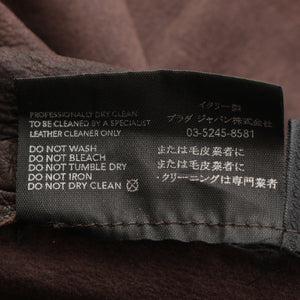 PROFESSIONALLY DRY CLEAN
TO BE CLEANED BY A SPECIALIST
LEATHER CLEANER ONLY
DO NOT WASH
DO NOT BLEACH
DO NOT TUMBLE DRY
DO NOT IRON
DO NOT DRY CLEAN
イタリー製
プラダ ジャパン株式会社
03-5245-8581
または毛皮業者に
または毛皮業者に
・クリーニングは専門業者